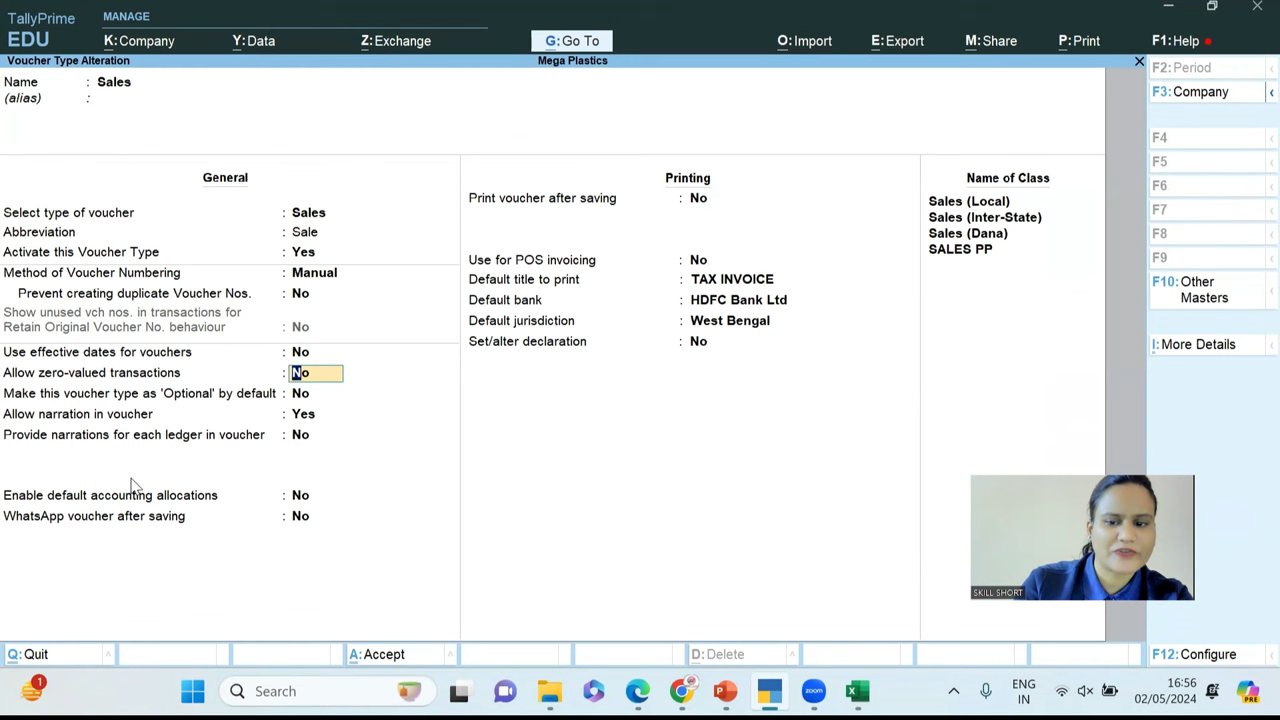 TallyPrime
EDU
MANAGE
K:Company
Y:Data
Z:Exchange
G:Go To
O:Import
E:Export
M:Share
P:Print
F1:Help
Voucher Type Alteration
Mega Plastics
F2:Period
F3:Company
F4
F5
F6
F7
F8
F9
F10:Other Masters
I:More Details
F12:Configure
Name : Sales
(alias) :
General
Select type of voucher : Sales
Abbreviation : Sale
Activate this Voucher Type : Yes
Method of Voucher Numbering : Manual
Prevent creating duplicate Voucher Nos. : No
Show unused vch nos. in transactions for
Retain Original Voucher No. behaviour : No
Use effective dates for vouchers : No
Allow zero-valued transactions : No
Make this voucher type as 'Optional' by default : No
Allow narration in voucher : Yes
Provide narrations for each ledger in voucher : No
Enable default accounting allocations : No
WhatsApp voucher after saving : No
Printing
Print voucher after saving : No
Use for POS invoicing : No
Default title to print : TAX INVOICE
Default bank : HDFC Bank Ltd
Default jurisdiction : West Bengal
Set/alter declaration : No
Name of Class
Sales (Local)
Sales (Inter-State)
Sales (Dana)
SALES PP
SKILL SHORT
Q:Quit
A:Accept
D:Delete
1
Search
zoom
ENG
IN
16:56
02/05/2024
PRE